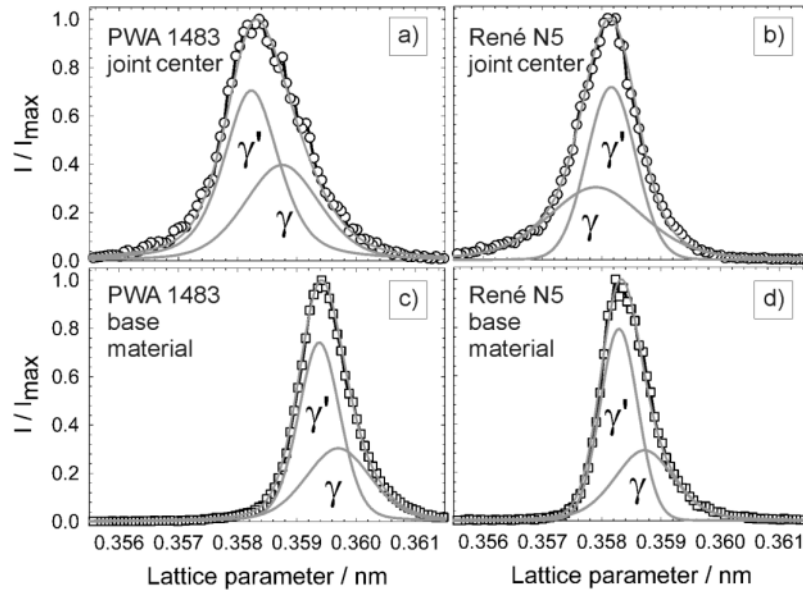 PWA 1483
joint center
a)
René N5
joint center
b)
I / Imax
1.0
0.8
0.6
0.4
0.2
0.0
γ'
γ
γ'
γ
PWA 1483
base
material
c)
René N5
base
material
d)
I / Imax
1.0
0.8
0.6
0.4
0.2
0.0
γ'
γ
γ'
γ
0.356 0.357 0.358 0.359 0.360 0.361 0.356 0.357 0.358 0.359 0.360 0.361
Lattice parameter / nm Lattice parameter / nm